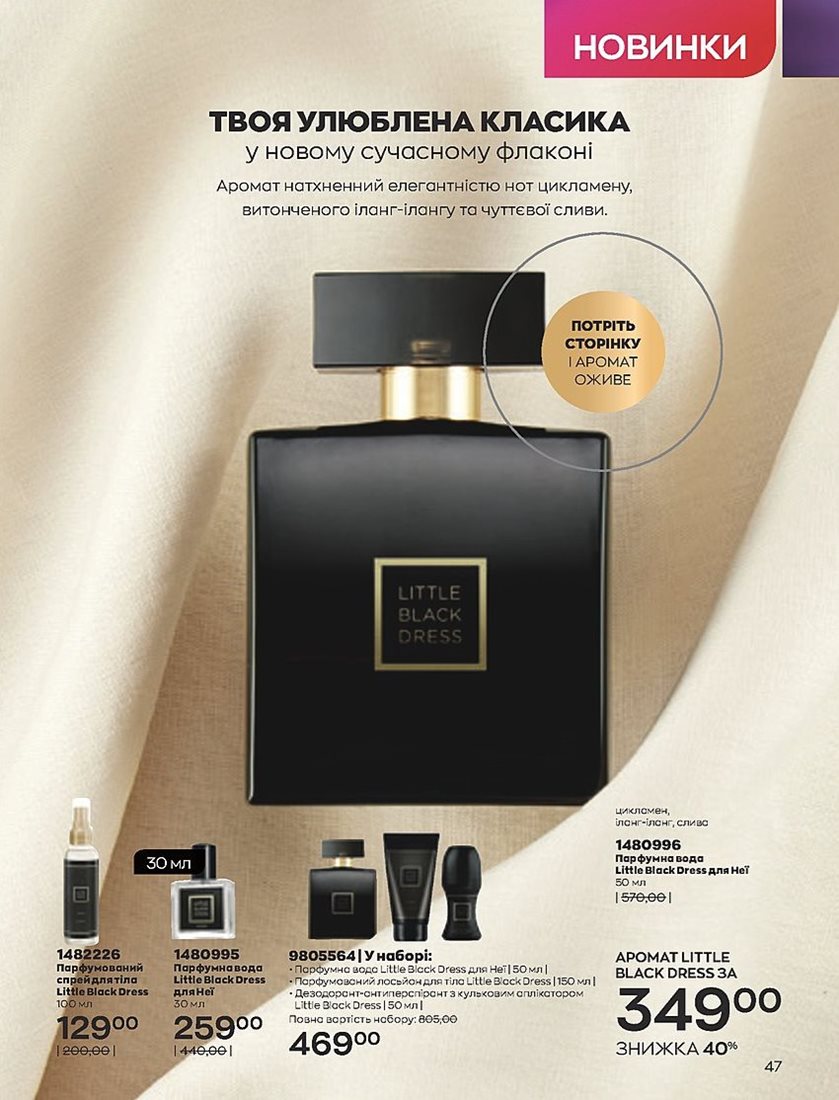 НОВИНКИ
ТВОЯ УЛЮБЛЕНА КЛАСИКА
у новому сучасному флаконі
Аромат натхненний елегантністю нот цикламену,
витонченого іланг-ілангу та чуттєвої сливи.
ПОТРІТЬ
СТОРІНКУ
І АРОМАТ
ОЖИВЕ
LITTLE
BLACK
DRESS
цикламен,
іланг-іланг, слива
1480996
Парфумна вода
Little Black Dress для Неї
50 мл
| 570,00 |
30 мл
1482226
Парфумований
спрей для тіла
Little Black Dress
100 мл
129 00
| 200,00 |
1480995
Парфумна вода
Little Black Dress
для Неї
30 мл
259 00
| 440,00 |
9805564 | У наборі:
• Парфумна вода Little Black Dress для Неї | 50 мл |
• Парфумований лосьйон для тіла Little Black Dress | 150 мл |
• Дезодорант-антиперспірант з кульковим аплікатором
Little Black Dress | 50 мл |
Повна вартість набору: 805,00
469 00
АРОМАТ LITTLE
BLACK DRESS ЗА
349 00
ЗНИЖКА 40%
47